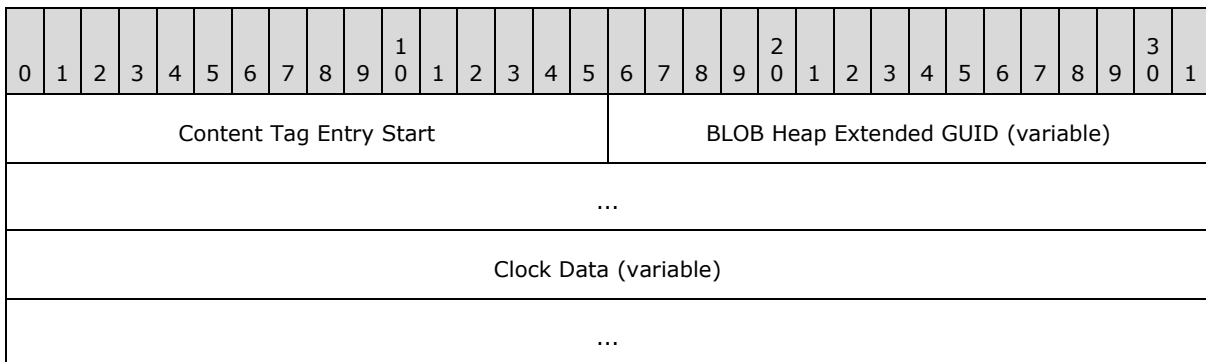 1 2 3
0 1 2 3 4 5 6 7 8 9 0 1 2 3 4 5 6 7 8 9 0 1 2 3 4 5 6 7 8 9 0 1
Content Tag Entry Start BLOB Heap Extended GUID (variable)
...
Clock Data (variable)
...